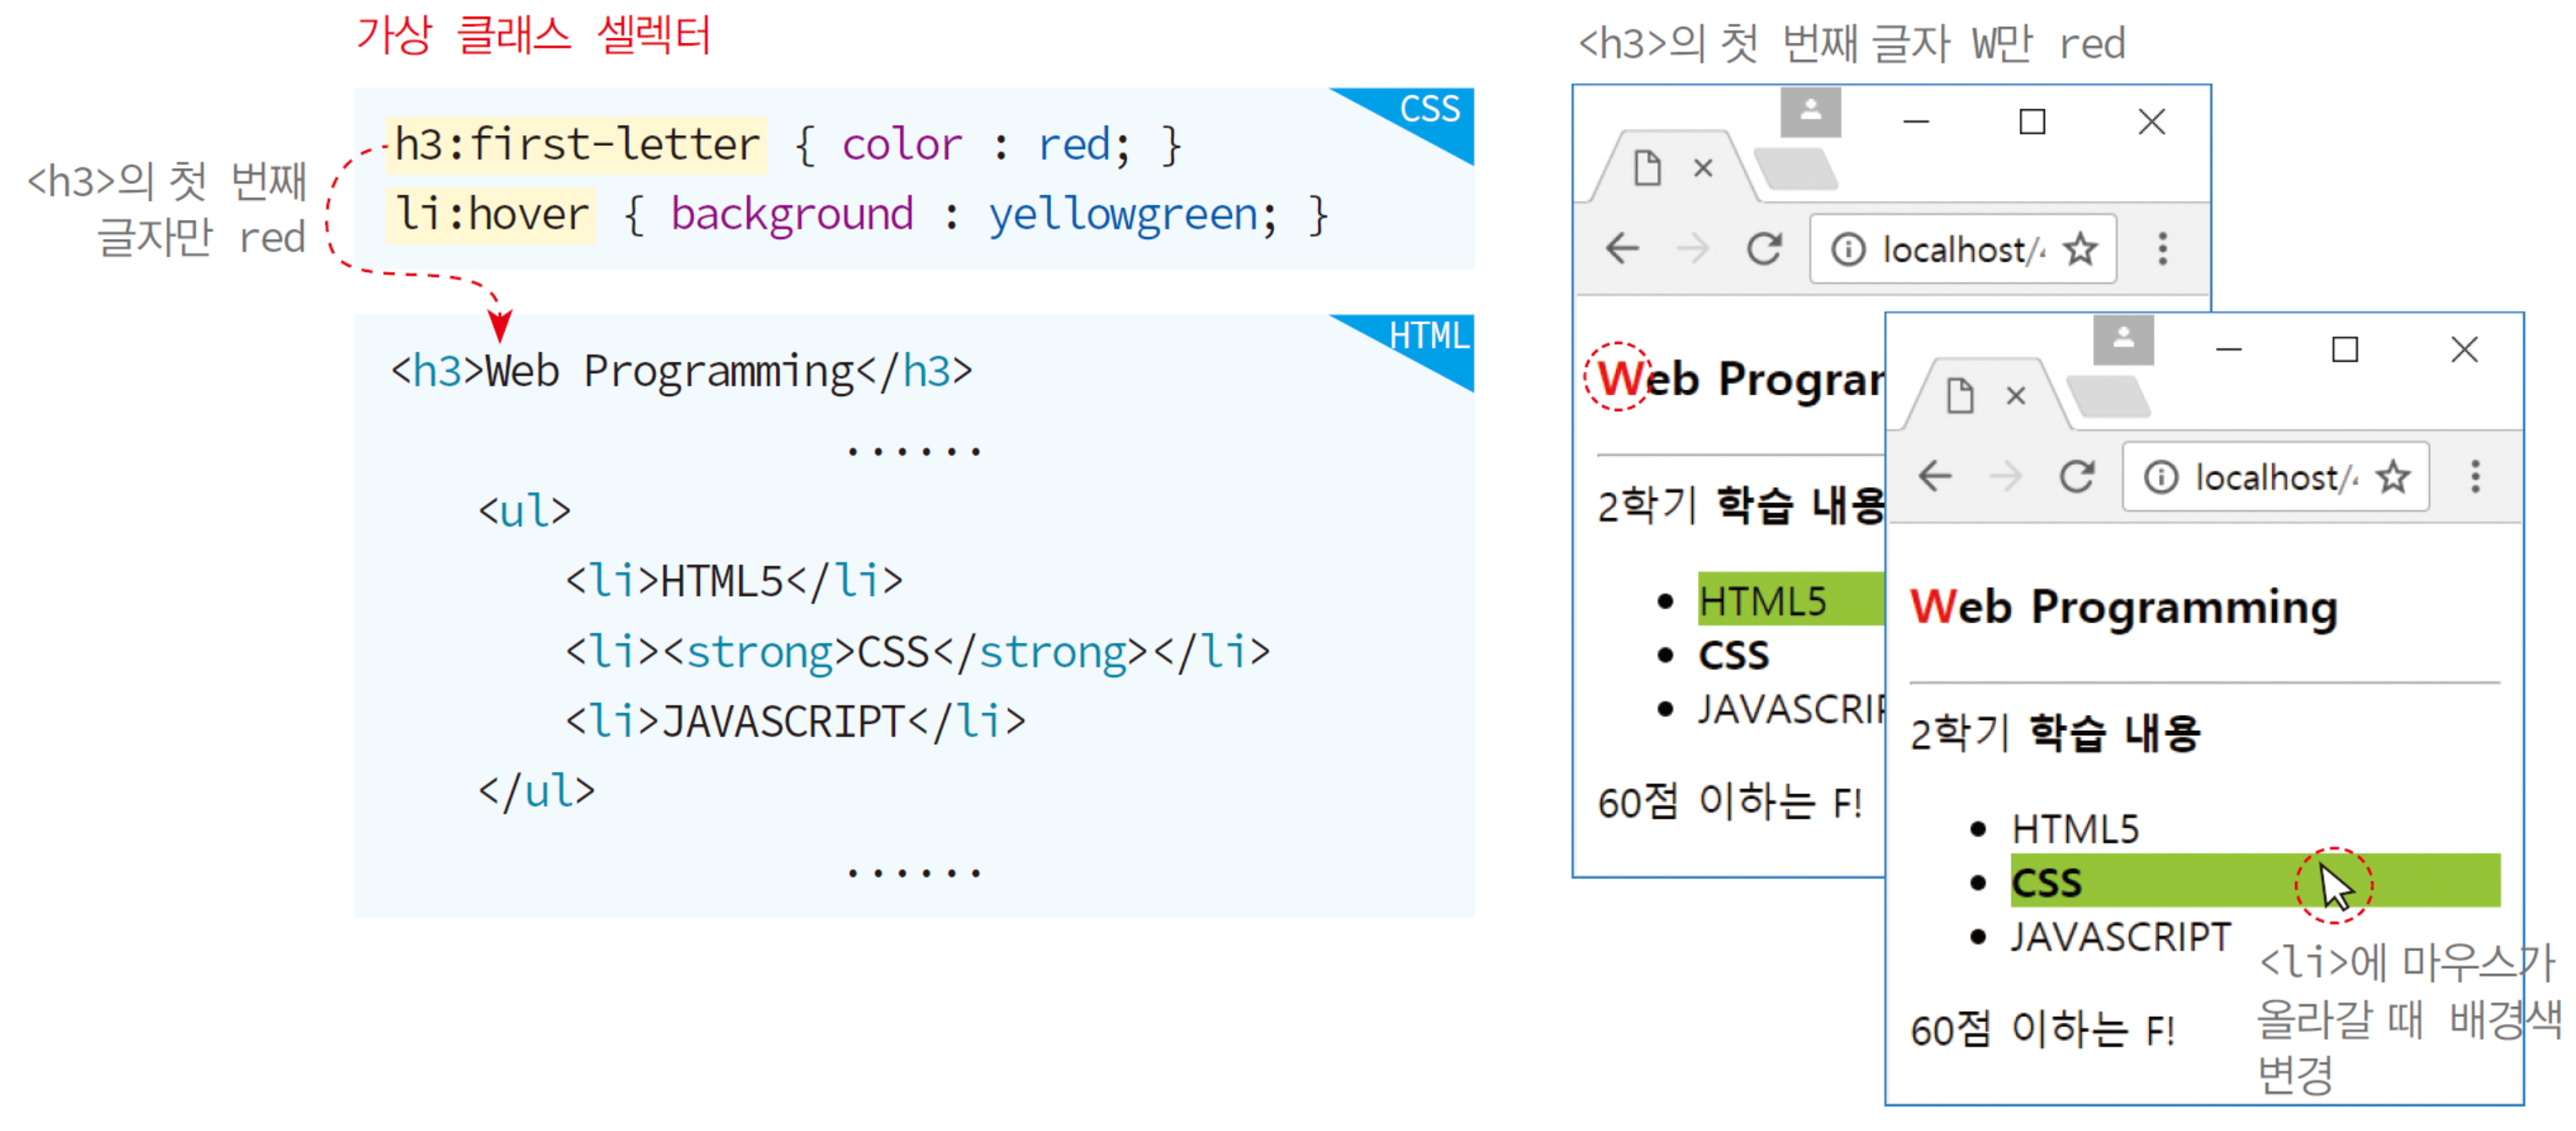 가상 클래스 셀렉터
CSS
h3:first-letter { color : red; }
li:hover { background : yellowgreen; }
<h3>의 첫 번째
글자만 red
HTML
<h3>Web Programming</h3>
......
<ul>
<li>HTML5</li>
<li><strong>CSS</strong></li>
<li>JAVASCRIPT</li>
</ul>
......
<h3>의 첫 번째 글자 W만 red
localhost/
Web Progra
2학기 학습 내용
HTML5
CSS
JAVASCRI
60점 이하는 F!
localhost/
Web Programming
2학기 학습 내용
HTML5
CSS
JAVASCRIPT
60점 이하는 F!
<li>에 마우스가
올라갈 때 배경색
변경